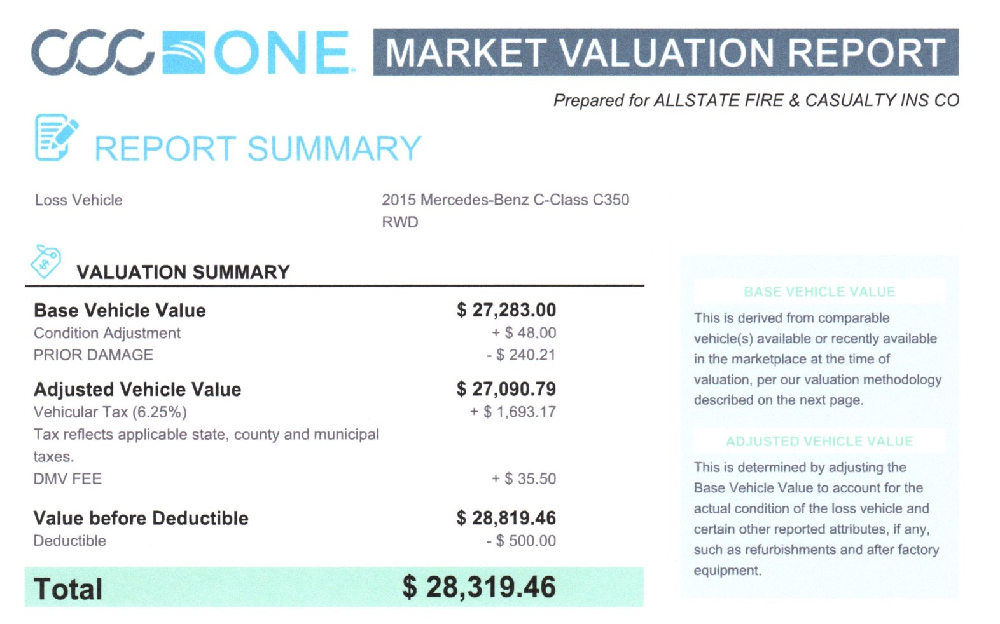 CCC ONE MARKET VALUATION REPORT
Prepared for ALLSTATE FIRE & CASUALTY INS CO
REPORT SUMMARY
Loss Vehicle 2015 Mercedes-Benz C-Class C350
RWD
VALUATION SUMMARY
Base Vehicle Value $ 27,283.00
Condition Adjustment + $ 48.00
PRIOR DAMAGE - $ 240.21
Adjusted Vehicle Value $ 27,090.79
Vehicular Tax (6.25%) + $ 1,693.17
Tax reflects applicable state, county and municipal
taxes.
DMV FEE + $ 35.50
Value before Deductible $ 28,819.46
Deductible - $ 500.00
Total $ 28,319.46
BASE VEHICLE VALUE
This is derived from comparable
vehicle(s) available or recently available
in the marketplace at the time of
valuation, per our valuation methodology
described on the next page.
ADJUSTED VEHICLE VALUE
This is determined by adjusting the
Base Vehicle Value to account for the
actual condition of the loss vehicle and
certain other reported attributes, if any,
such as refurbishments and after factory
equipment.